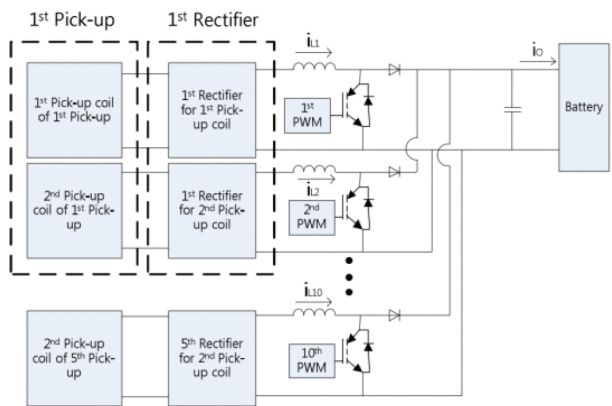 1st Pick-up
1st Rectifier
iL1
iO
1st Pick-up coil
of 1st Pick-up
1st Rectifier
for 1st Pick-
up coil
1st
PWM
Battery
2nd Pick-up
coil of 1st Pick-
up
1st Rectifier
for 2nd Pick-
up coil
iL2
2nd
PWM
iL10
2nd Pick-up
coil of 5th Pick-
up
5th Rectifier
for 2nd Pick-
up coil
10th
PWM